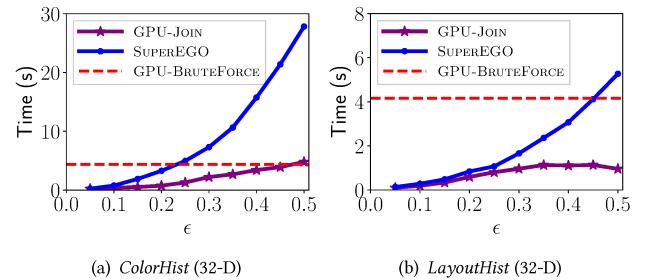 30
20
10
0
Time (s)
GPU-JOIN
SUPEREGO
GPU-BRUTEFORCE
0.0 0.1 0.2 0.3 0.4 0.5
ϵ
(a) ColorHist (32-D)
8
6
4
2
0
Time (s)
GPU-JOIN
SUPEREGO
GPU-BRUTEFORCE
0.0 0.1 0.2 0.3 0.4 0.5
ϵ
(b) LayoutHist (32-D)